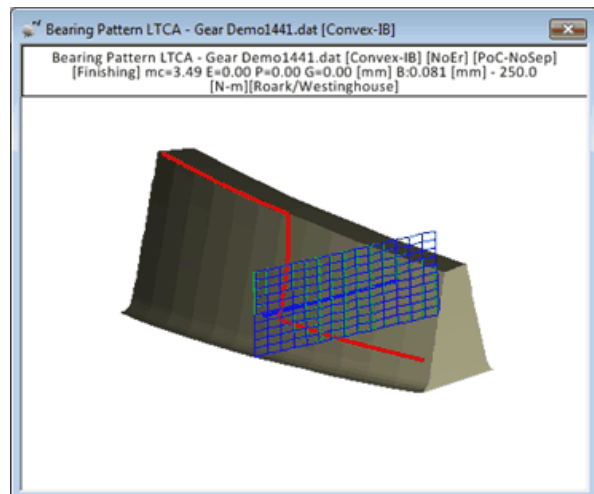 Bearing Pattern LTCA - Gear Demo1441.dat [Convex-IB]
Bearing Pattern LTCA - Gear Demo1441.dat [Convex-IB] [NoEr] [PoC-NoSep]
[Finishing] mc=3.49 E=0.00 P=0.00 G=0.00 [mm] B:0.081 [mm] - 250.0
[N-m][Roark/Westinghouse]